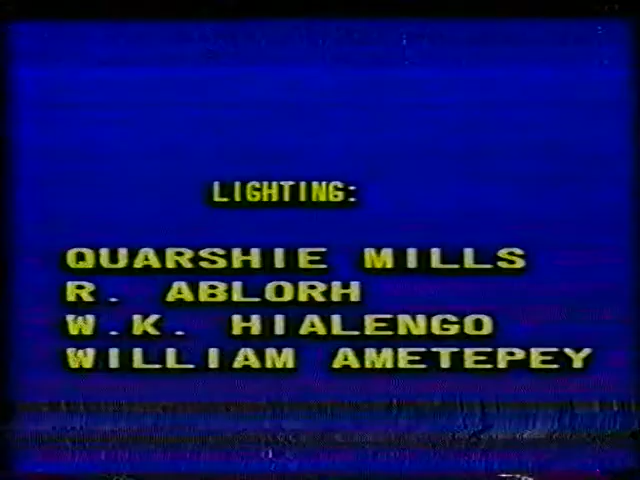 LIGHTING:
QUARSHIE MILLS
R. ABLORH
W.K. HIALENGO
WILLIAM AMETEPEY